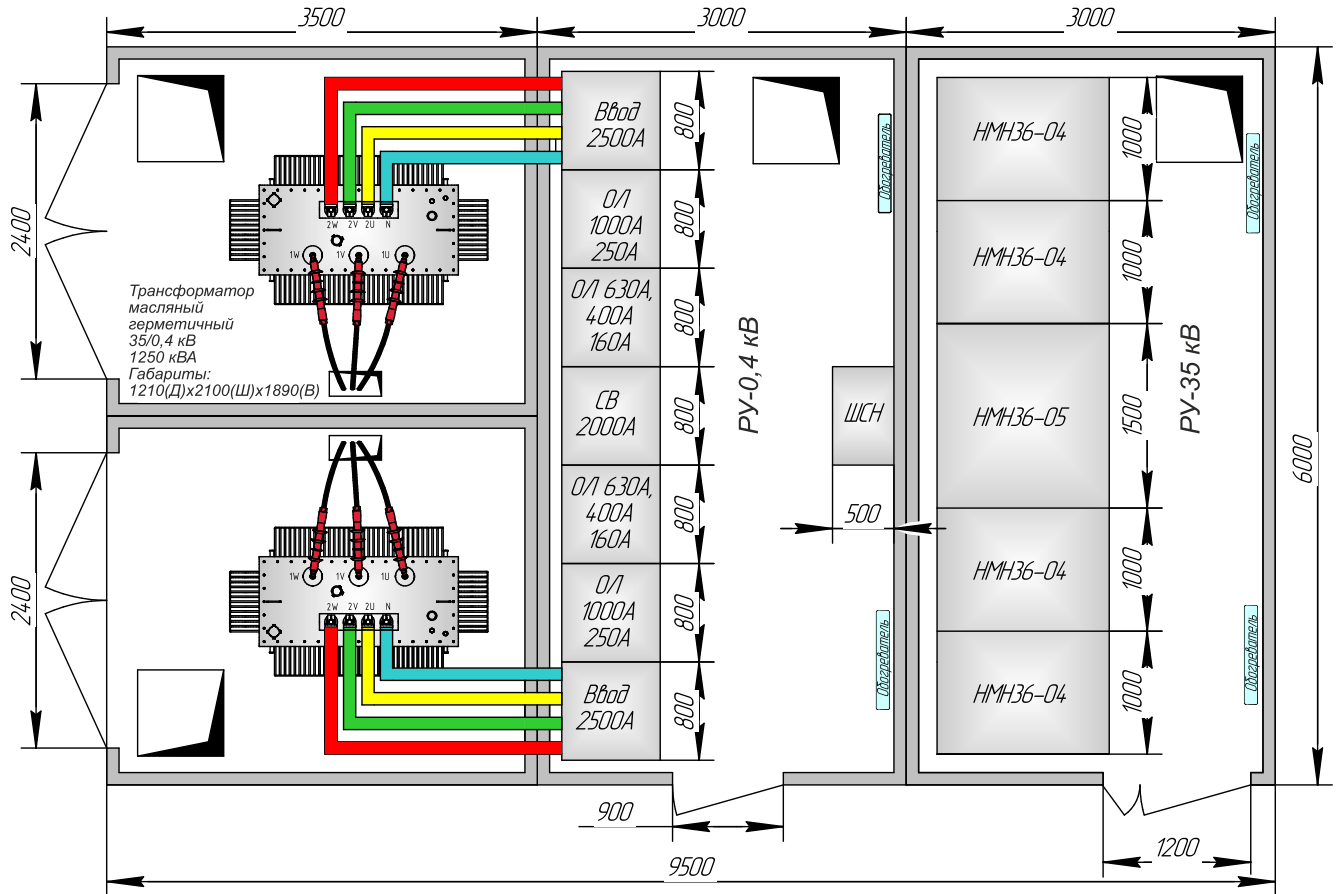 3500
3000
3000
2400
2400
6000
Трансформатор
масляный
герметичный
35/0,4 кВ
1250 кВА
Габариты:
1210(Д)х2100(Ш)х1890(В)
2W 2V 2U N
1W 1V 1U
1W 1V 1U
2W 2V 2U N
Ввод
2500А
800
О/Л
1000А
250А
800
О/Л 630А,
400А
160А
800
СВ
2000А
800
О/Л 630А,
400А
160А
800
О/Л
1000А
250А
800
Ввод
2500А
800
РУ-0,4 кВ
Обогреватель
ШСН
500
Обогреватель
900
НМН36-04
1000
НМН36-04
1000
НМН36-05
1500
НМН36-04
1000
НМН36-04
1000
РУ-35 кВ
Обогреватель
Обогреватель
1200
9500